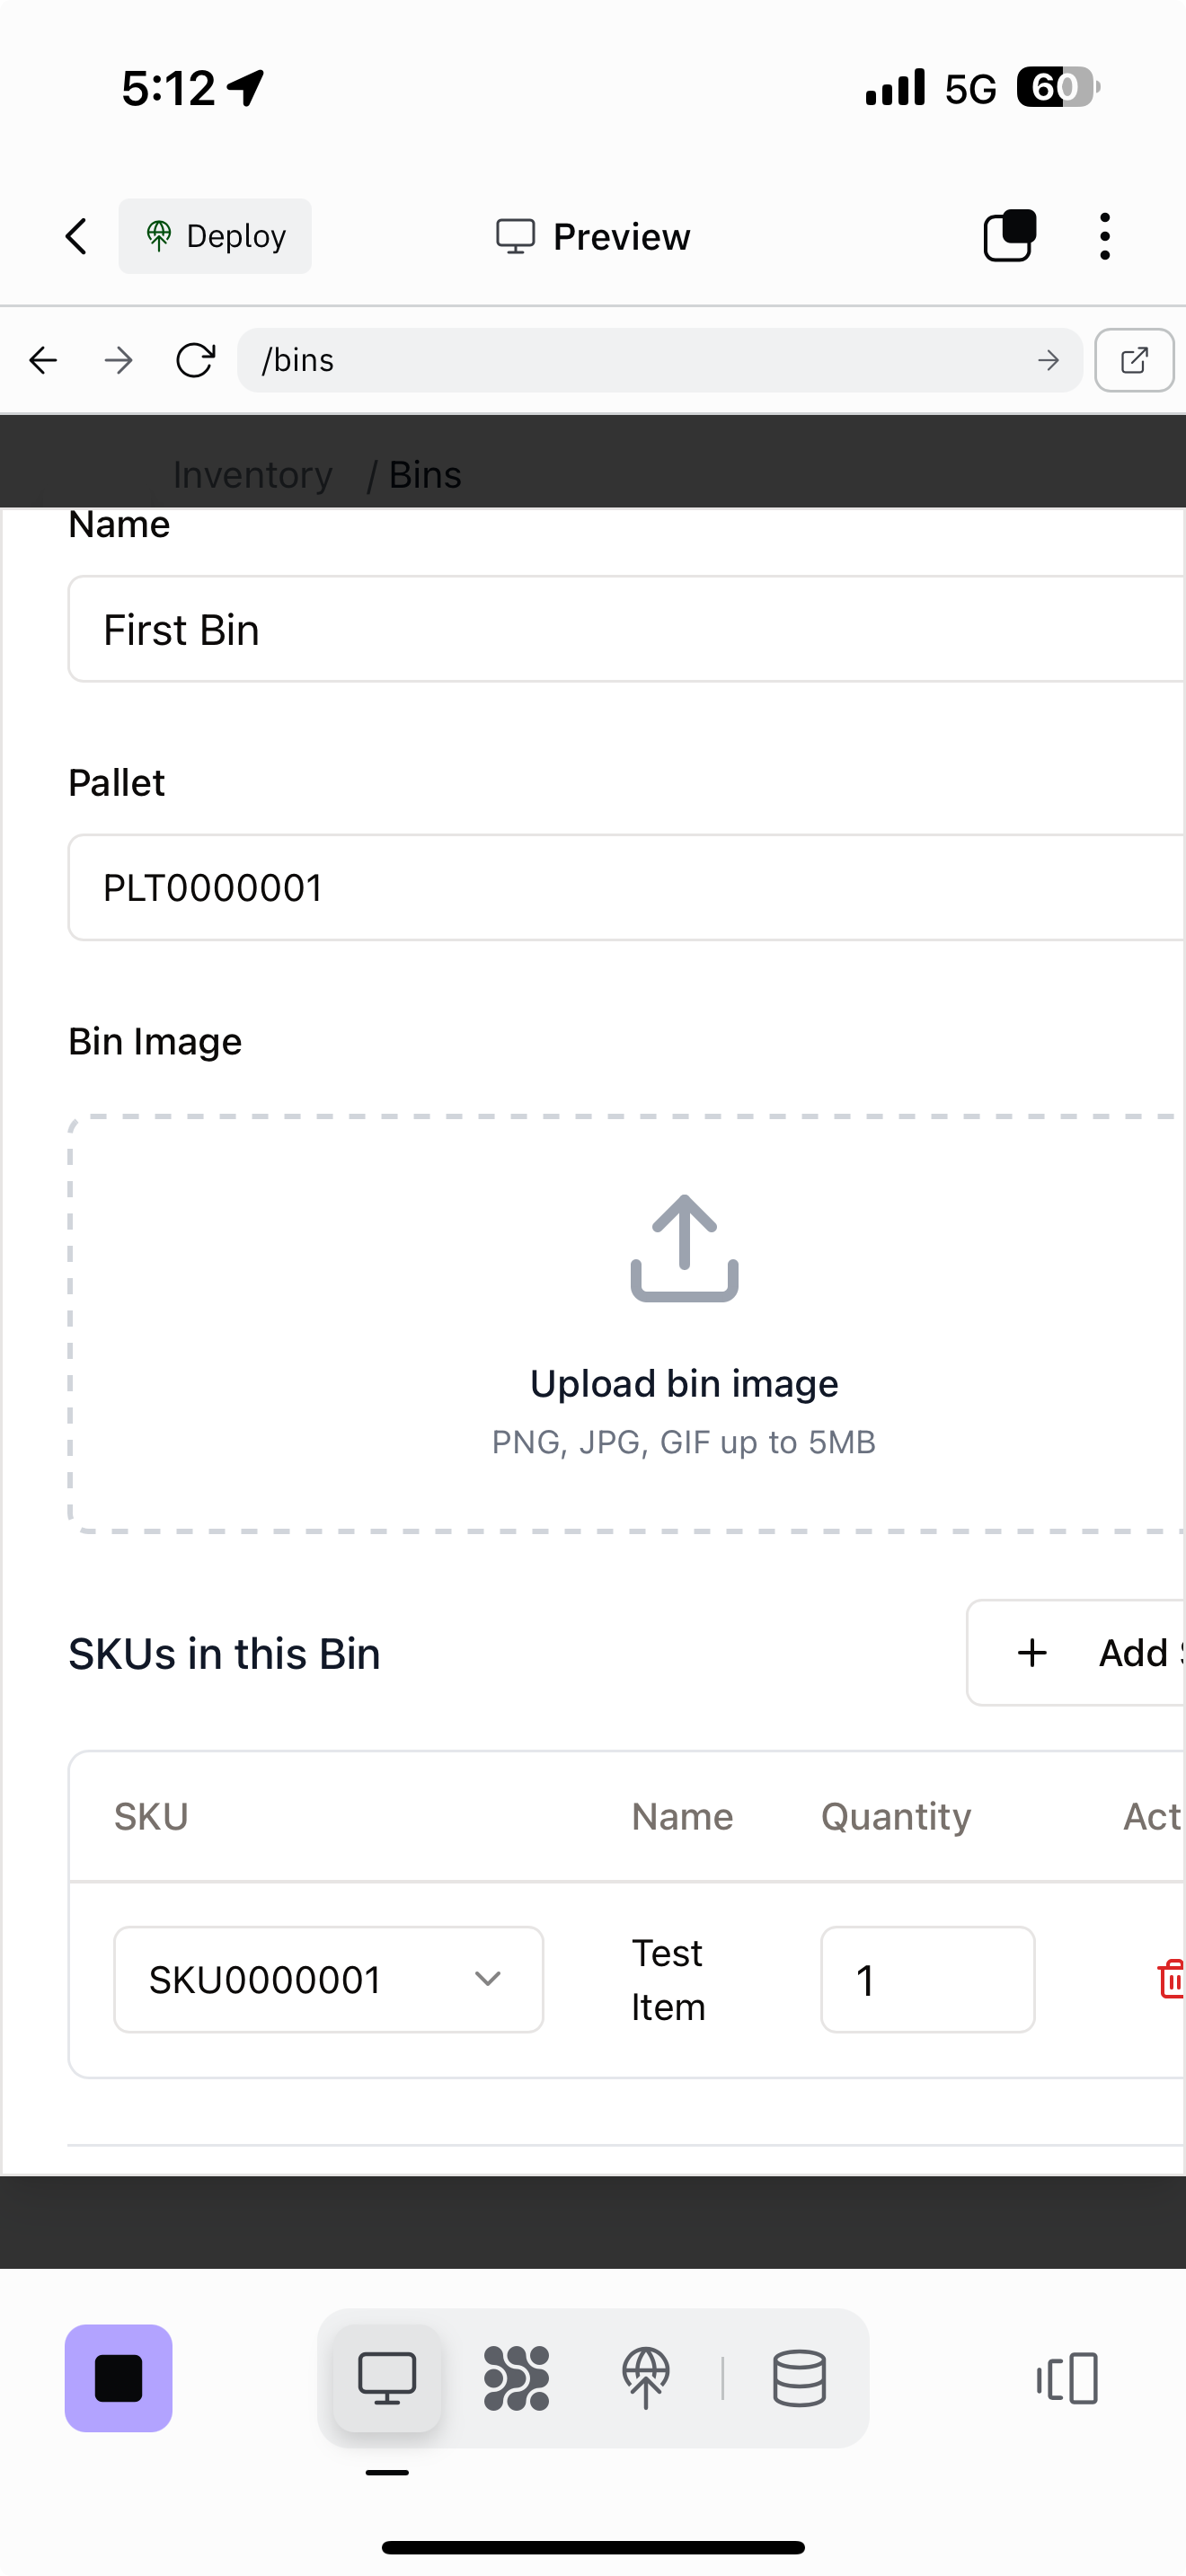 5:12
5G
60
Deploy
Preview
/bins
Inventory / Bins
Name
First Bin
Pallet
PLT0000001
Bin Image
Upload bin image
PNG, JPG, GIF up to 5MB
SKUs in this Bin
Add
SKU Name Quantity Act
SKU0000001
Test
Item
1